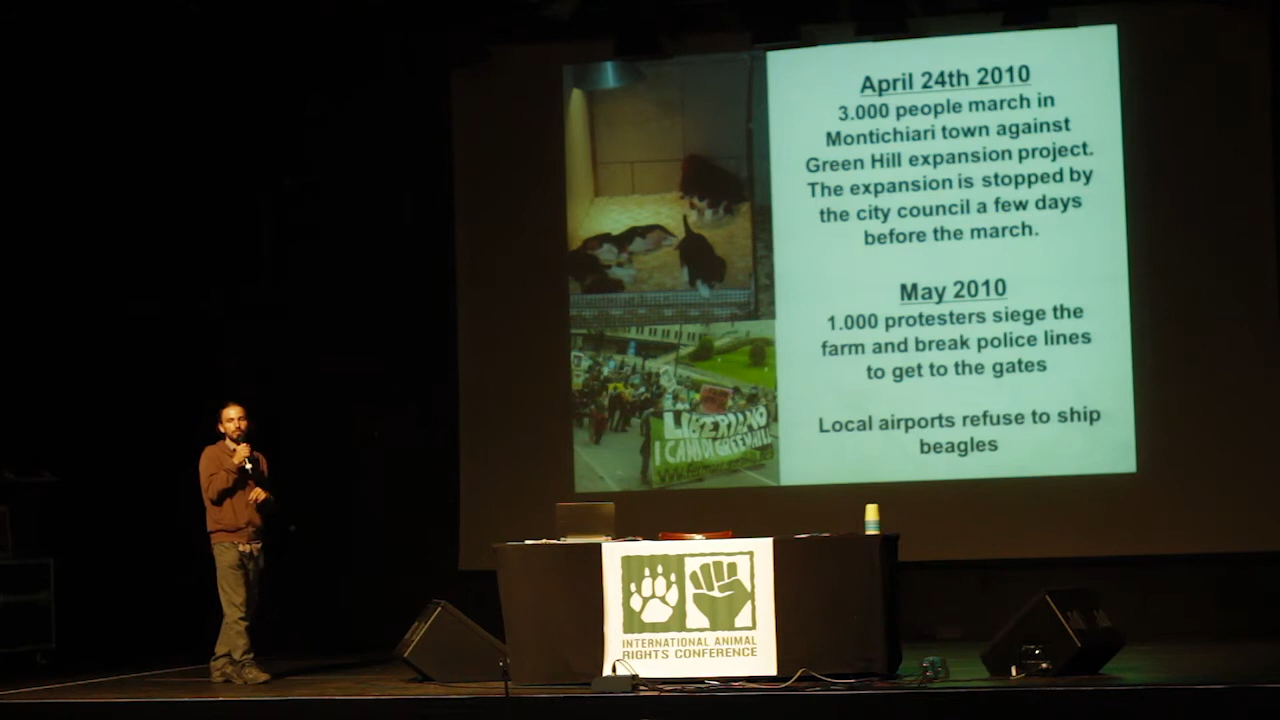 April 24th 2010
3.000 people march in
Montichiari town against
Green Hill expansion project.
The expansion is stopped by
the city council a few days
before the march.
May 2010
1.000 protesters siege the
farm and break police lines
to get to the gates
Local airports refuse to ship
beagles
LIBERIAMO
I CANI DI GREEN HILL
INTERNATIONAL ANIMAL
RIGHTS CONFERENCE